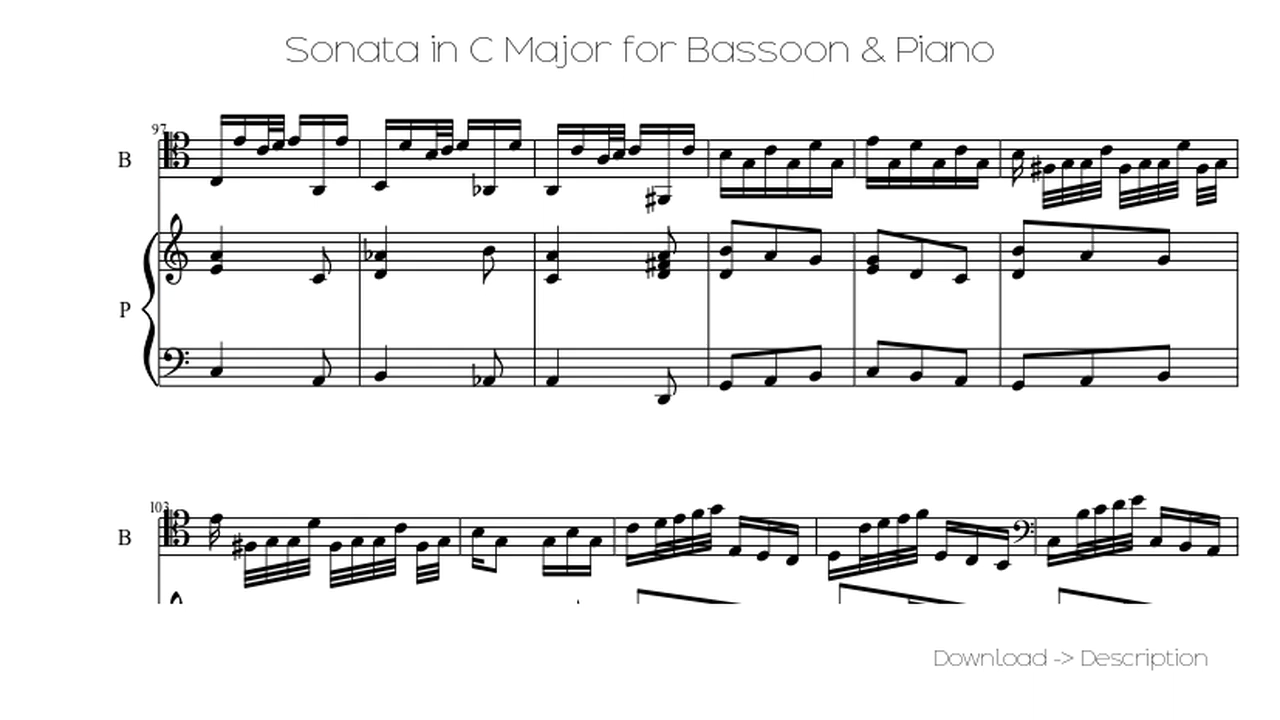 Sonata in C Major for Bassoon & Piano
97
B
P
103
B
Download -> Description